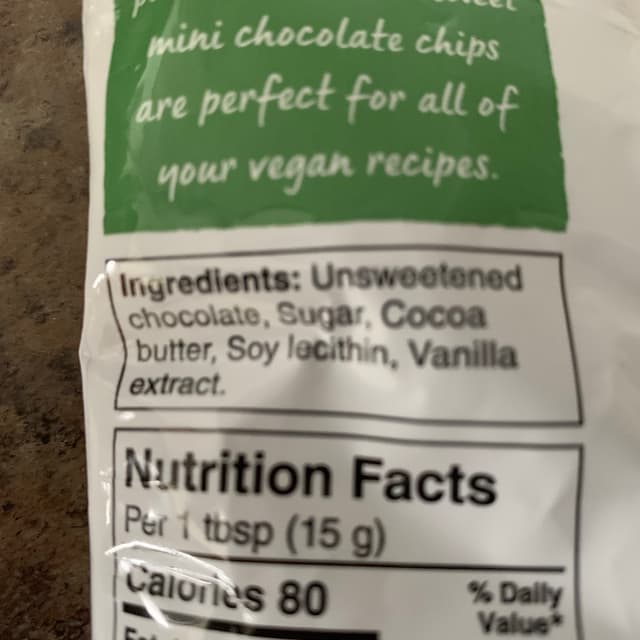 mini chocolate chips
are perfect for all of
your vegan recipes.
Ingredients: Unsweetened
chocolate, Sugar, Cocoa
butter, Soy lecithin, Vanilla
extract.
Nutrition Facts
Per 1 tbsp (15 g)
Calories 80
% Daily
Value*